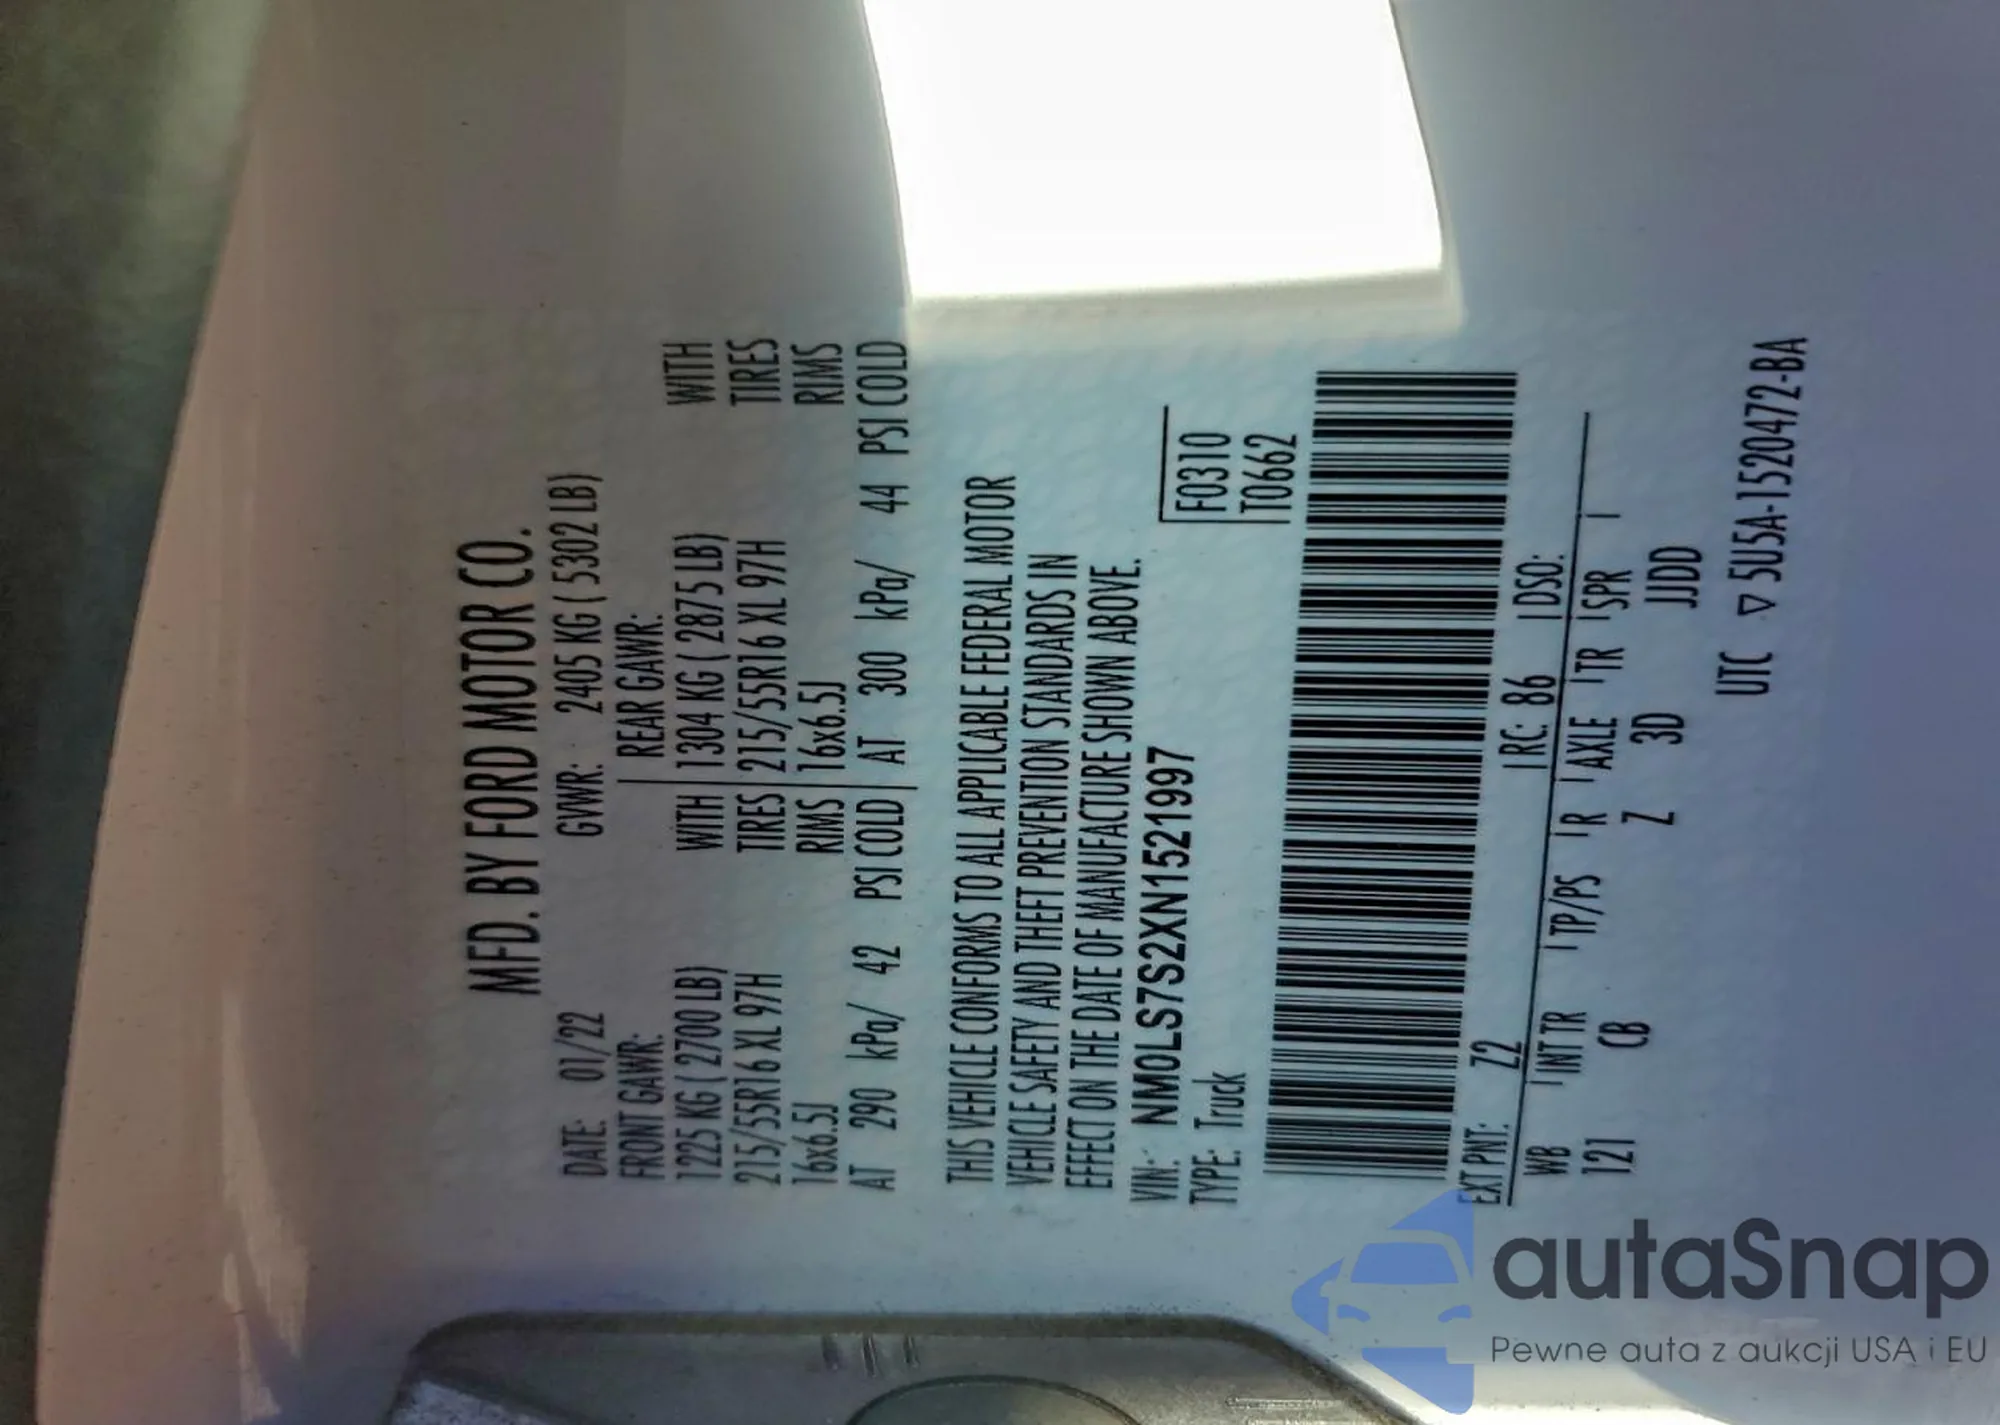 MFD. BY FORD MOTOR CO.
DATE: 01/22 GVWR: 2405 KG ( 5302 LB)
FRONT GAWR: REAR GAWR:
1225 KG ( 2700 LB) WITH 1304 KG ( 2875 LB) WITH
215/55R16 XL 97H TIRES 215/55R16 XL 97H TIRES
16x6.5J RIMS 16x6.5J RIMS
AT 290 kPa/ 42 PSI COLD AT 300 kPa/ 44 PSI COLD
THIS VEHICLE CONFORMS TO ALL APPLICABLE FEDERAL MOTOR
VEHICLE SAFETY AND THEFT PREVENTION STANDARDS IN
EFFECT ON THE DATE OF MANUFACTURE SHOWN ABOVE.
VIN: NM0LS7S2XN1521997
F0310
TYPE: Truck
T0662
EXT PNT: Z2 RC: 86 DSO:
WB INT TR TP/PS R AXLE TR SPR
121 CB Z 3D JJDD
UTC ▽ 5U5A-1520472-BA
autaSnap
Pewne auta z aukcji USA i EU